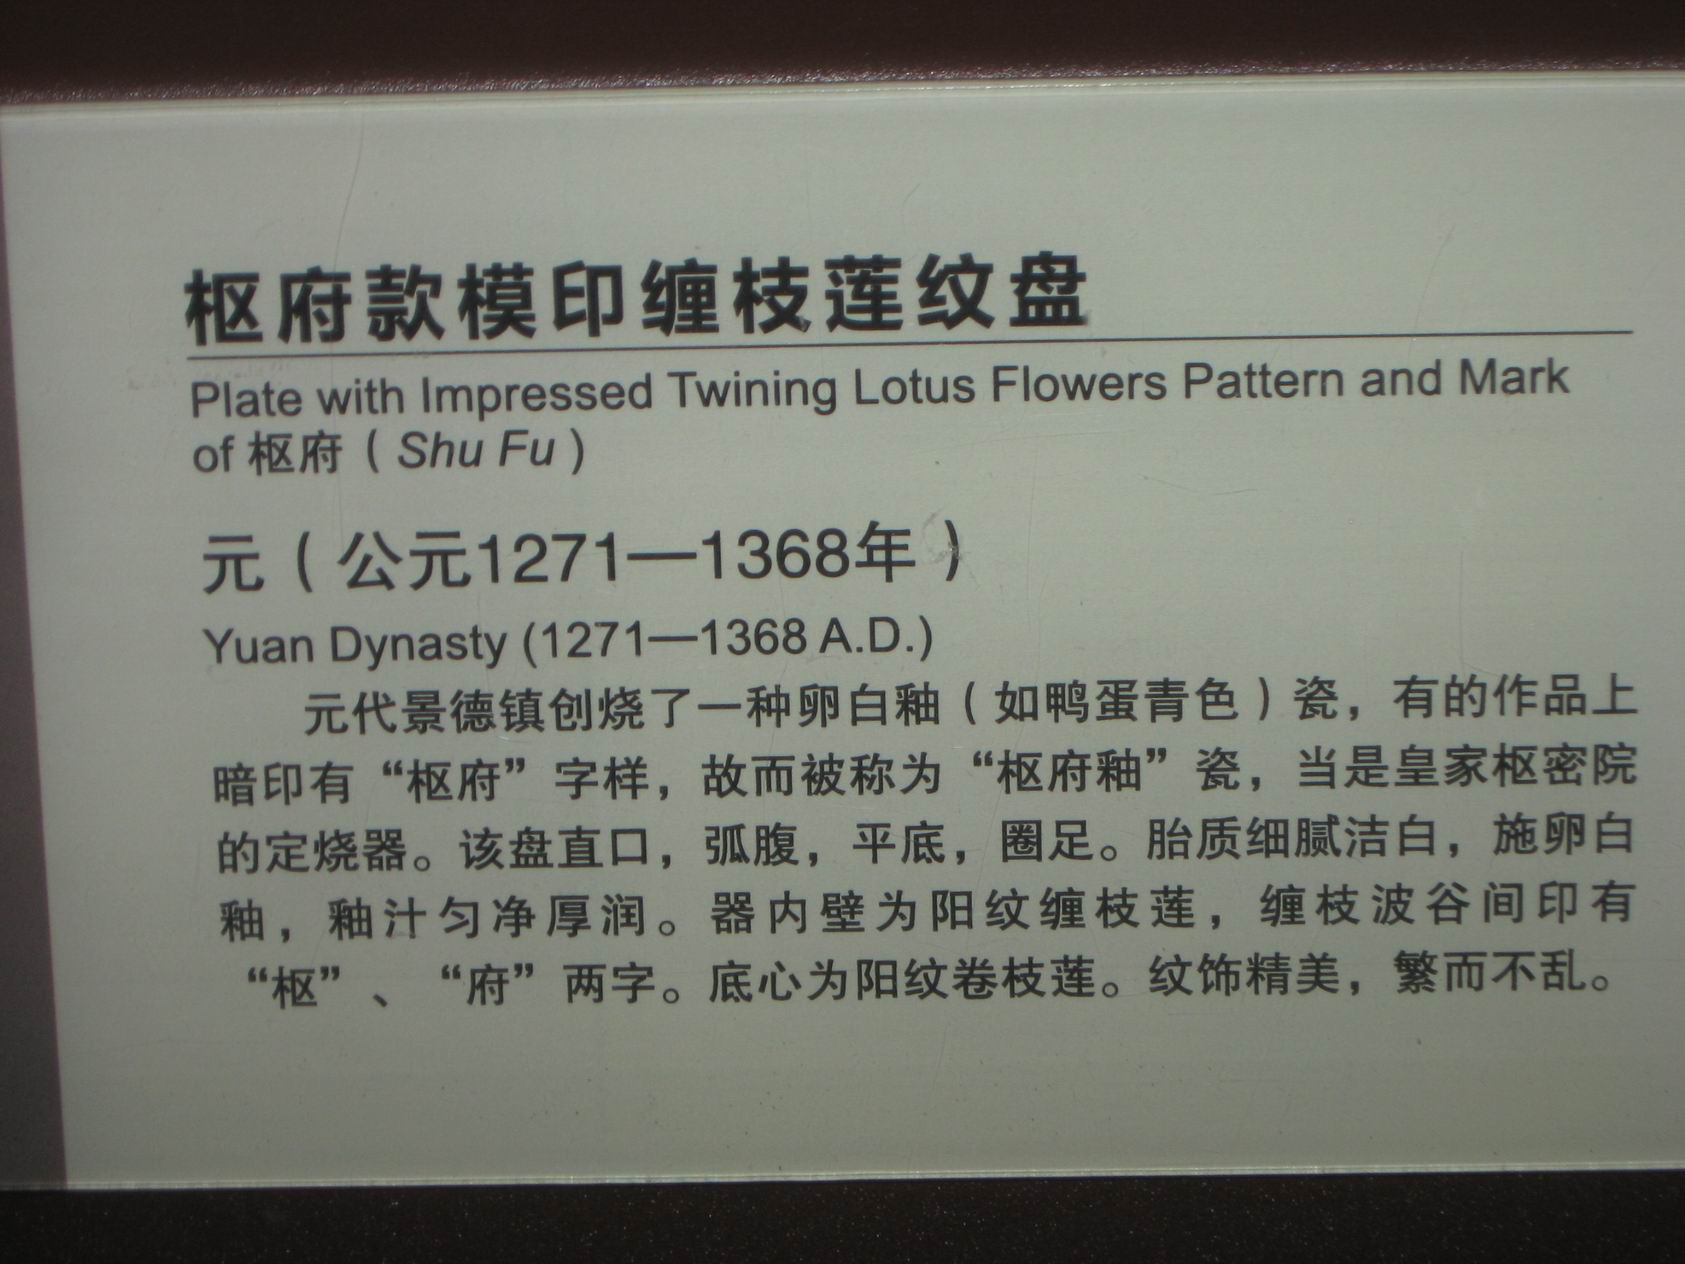 枢府款模印缠枝莲纹盘
Plate with Impressed Twining Lotus Flowers Pattern and Mark
of 枢府（Shu Fu）
元（公元1271—1368年）
Yuan Dynasty (1271—1368 A.D.)
元代景德镇创烧了一种卵白釉（如鸭蛋青色）瓷，有的作品上
暗印有“枢府”字样，故而被称为“枢府釉”瓷，当是皇家枢密院
的定烧器。该盘直口，弧腹，平底，圈足。胎质细腻洁白，施卵白
釉，釉汁匀净厚润。器内壁为阳纹缠枝莲，缠枝波谷间印有
“枢”、“府”两字。底心为阳纹卷枝莲。纹饰精美，繁而不乱。